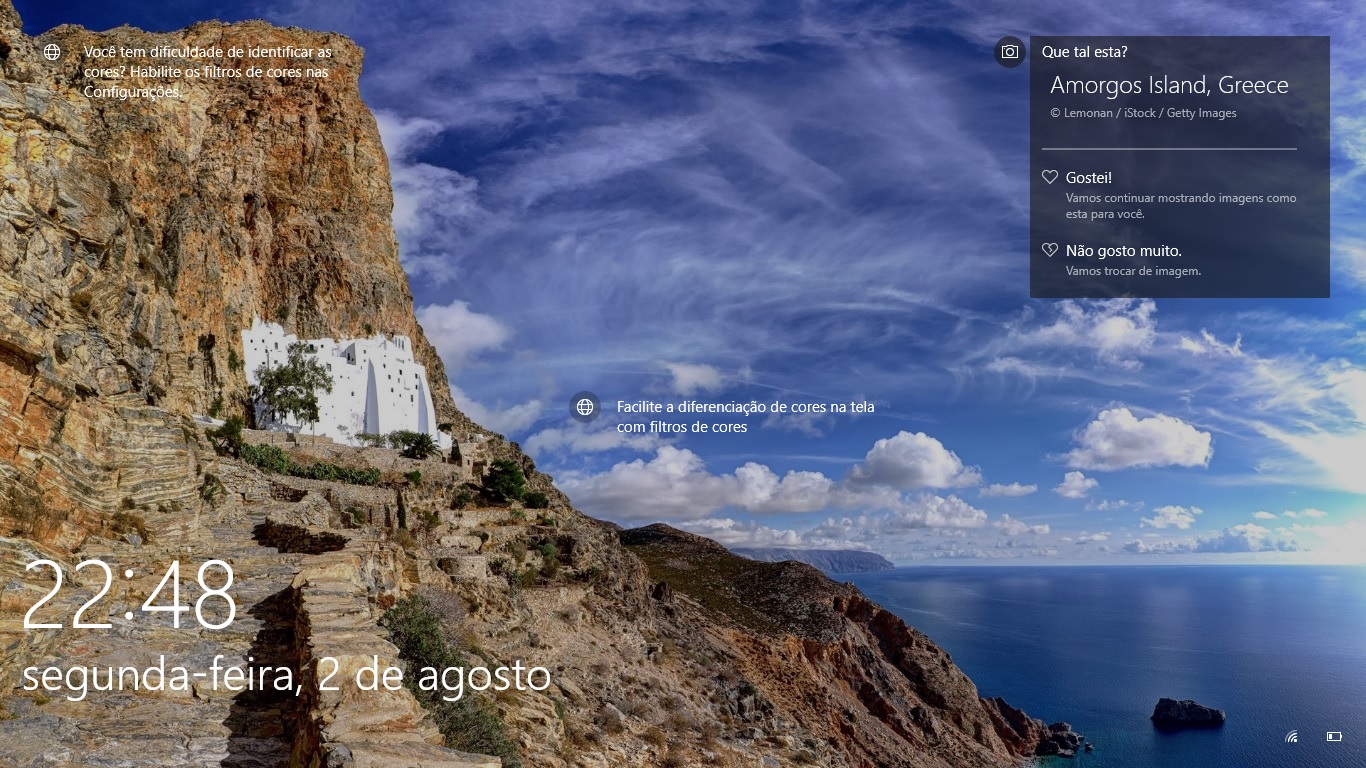 Você tem dificuldade de identificar as
cores? Habilite os filtros de cores nas
Configurações.
Que tal esta?
Amorgos Island, Greece
© Lemonan / iStock / Getty Images
Gostei!
Vamos continuar mostrando imagens como
esta para você.
Não gosto muito.
Vamos trocar de imagem.
Facilite a diferenciação de cores na tela
com filtros de cores
22:48
segunda-feira, 2 de agosto